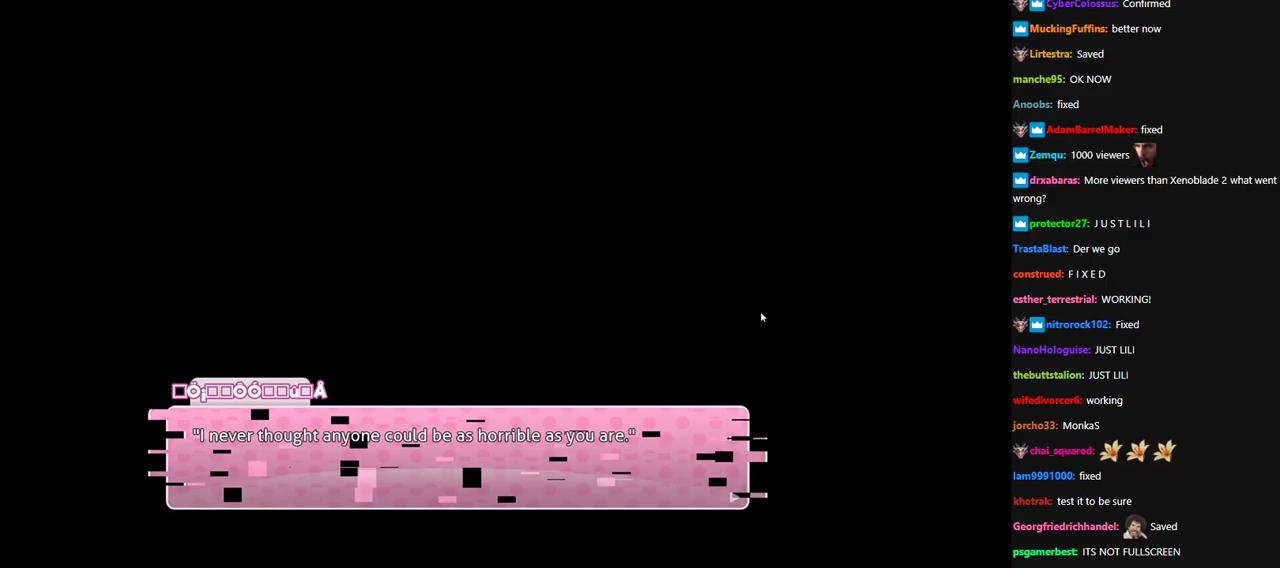 CyberColossus: Confirmed
MuckingFuffins: better now
Lirtestra: Saved
manche95: OK NOW
Anoobs: fixed
AdamBarrelMaker: fixed
Zemqu: 1000 viewers
drxabaras: More viewers than Xenoblade 2 what went
wrong?
protector27: J U S T L I L I
TrastaBlast: Der we go
construed: F I X E D
esther_terrestrial: WORKING!
nitrorock102: Fixed
NanoHologuise: JUST LILI
thebuttstalion: JUST LILI
wifedivorcer6: working
jorcho33: MonkaS
chai_squared:
lam9991000: fixed
khetrak: test it to be sure
Georgfriedrichhandel: Saved
psgamerbest: ITS NOT FULLSCREEN
"I never thought anyone could be as horrible as you are."